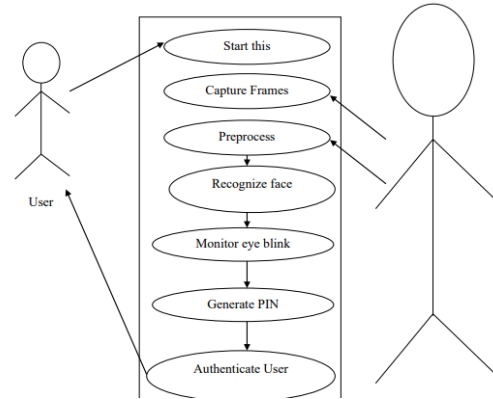 Start this
Capture Frames
Preprocess
Recognize face
User
Monitor eye blink
Generate PIN
Authenticate User